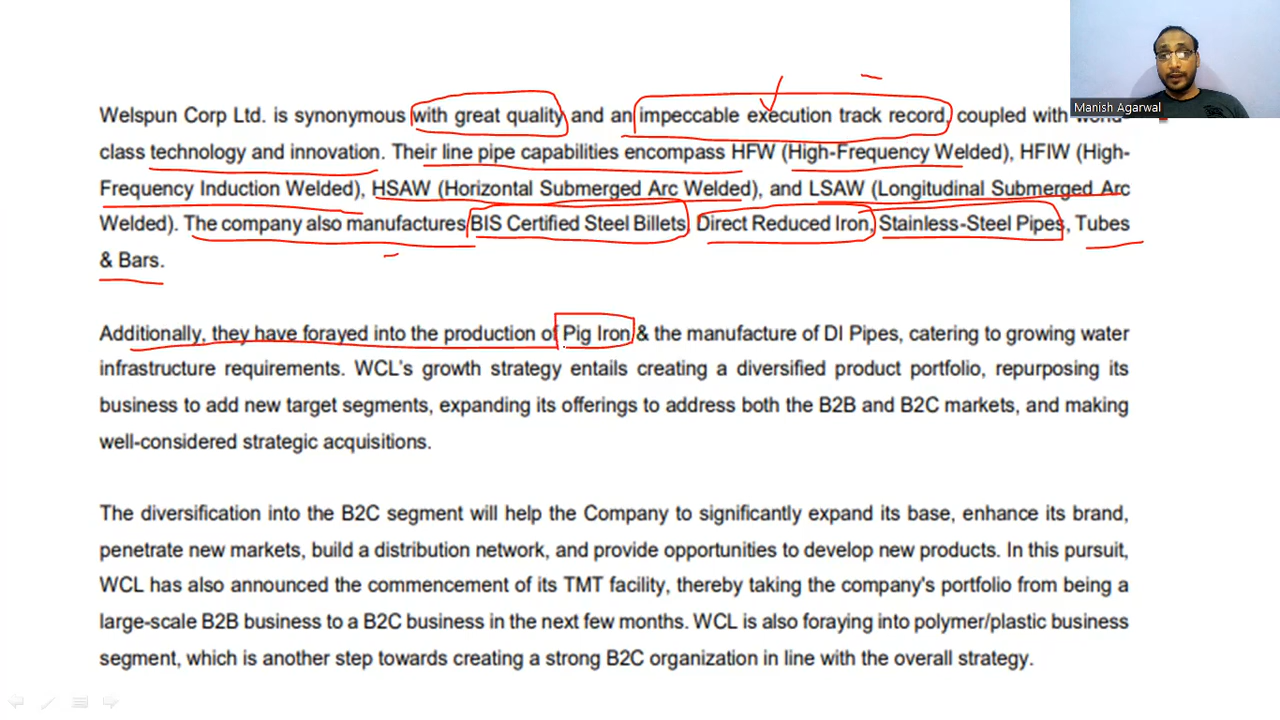 Manish Agarwal
Welspun Corp Ltd. is synonymous with great quality and an impeccable execution track record, coupled with world-
class technology and innovation. Their line pipe capabilities encompass HFW (High-Frequency Welded), HFIW (High-
Frequency Induction Welded), HSAW (Horizontal Submerged Arc Welded), and LSAW (Longitudinal Submerged Arc
Welded). The company also manufactures BIS Certified Steel Billets, Direct Reduced Iron, Stainless-Steel Pipes, Tubes
& Bars.
Additionally, they have forayed into the production of Pig Iron & the manufacture of DI Pipes, catering to growing water
infrastructure requirements. WCL's growth strategy entails creating a diversified product portfolio, repurposing its
business to add new target segments, expanding its offerings to address both the B2B and B2C markets, and making
well-considered strategic acquisitions.
The diversification into the B2C segment will help the Company to significantly expand its base, enhance its brand,
penetrate new markets, build a distribution network, and provide opportunities to develop new products. In this pursuit,
WCL has also announced the commencement of its TMT facility, thereby taking the company's portfolio from being a
large-scale B2B business to a B2C business in the next few months. WCL is also foraying into polymer/plastic business
segment, which is another step towards creating a strong B2C organization in line with the overall strategy.